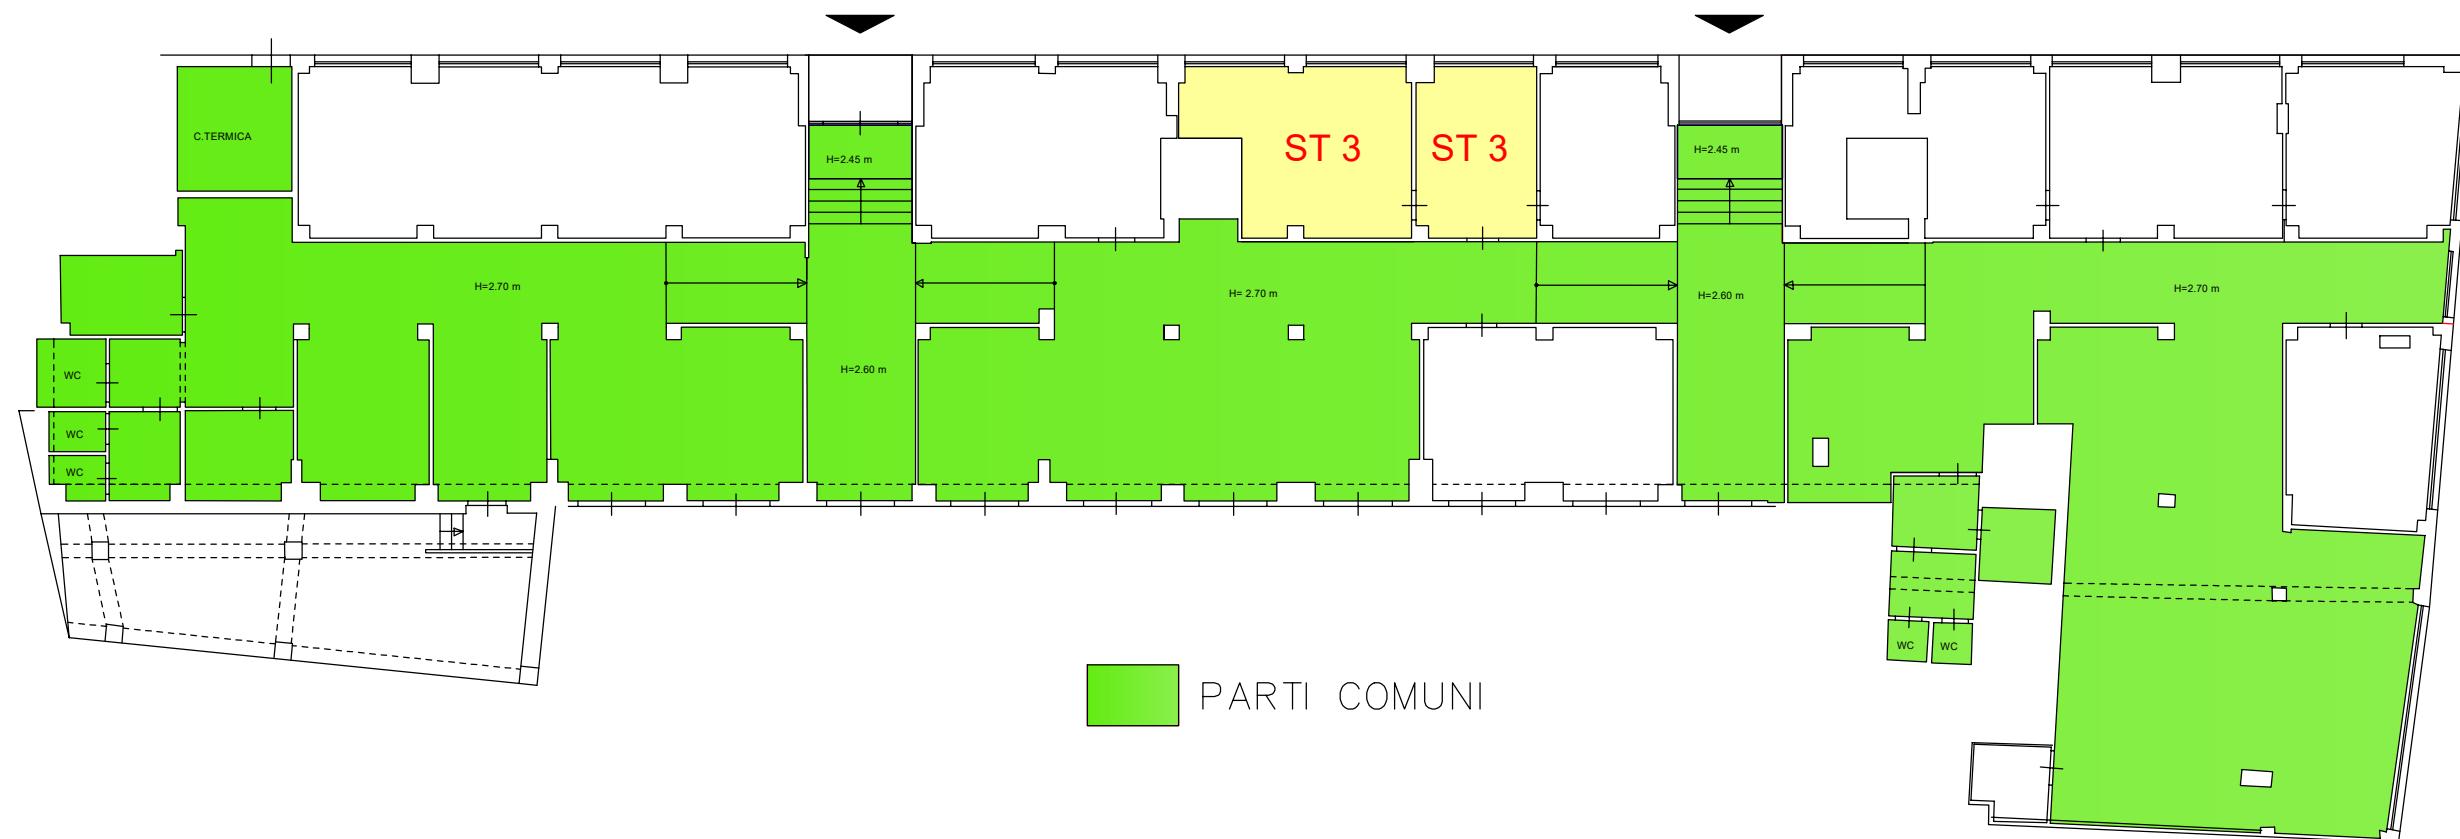 C.TERMICA
H=2.45 m
ST 3
ST 3
H=2.45 m
H=2.70 m
H= 2.70 m
H=2.60 m
H=2.70 m
WC
H=2.60 m
WC
WC
WC
WC
PARTI COMUNI